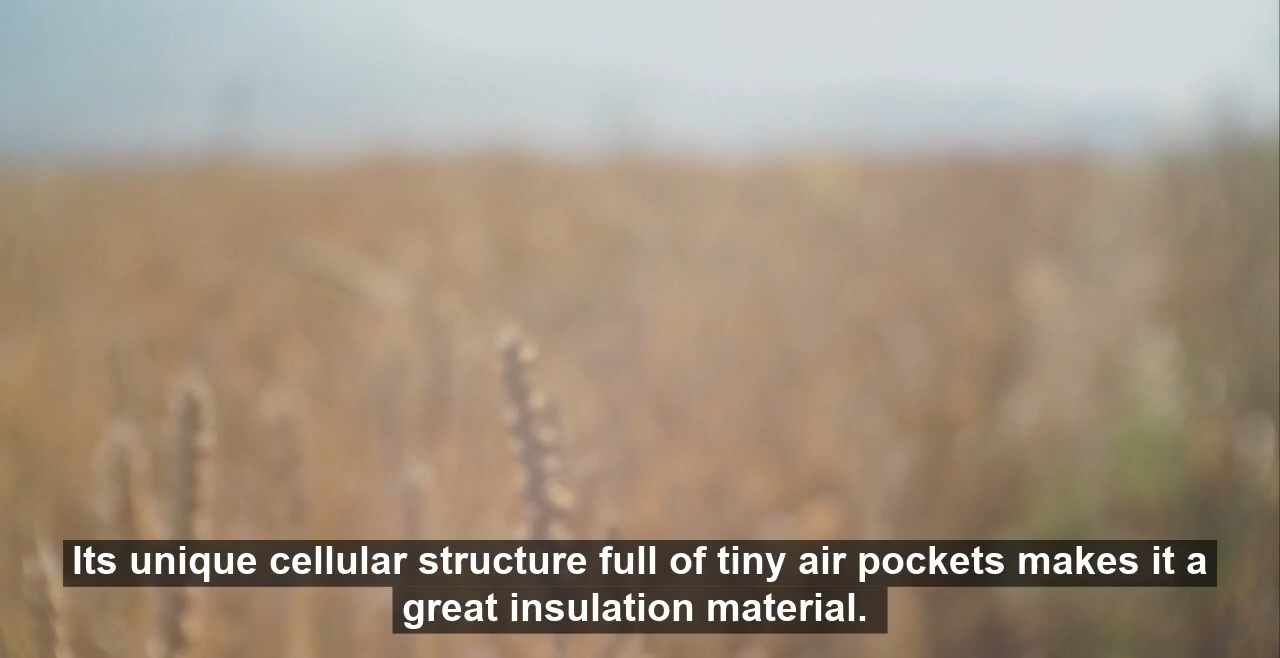 Its unique cellular structure full of tiny air pockets makes it a
great insulation material.